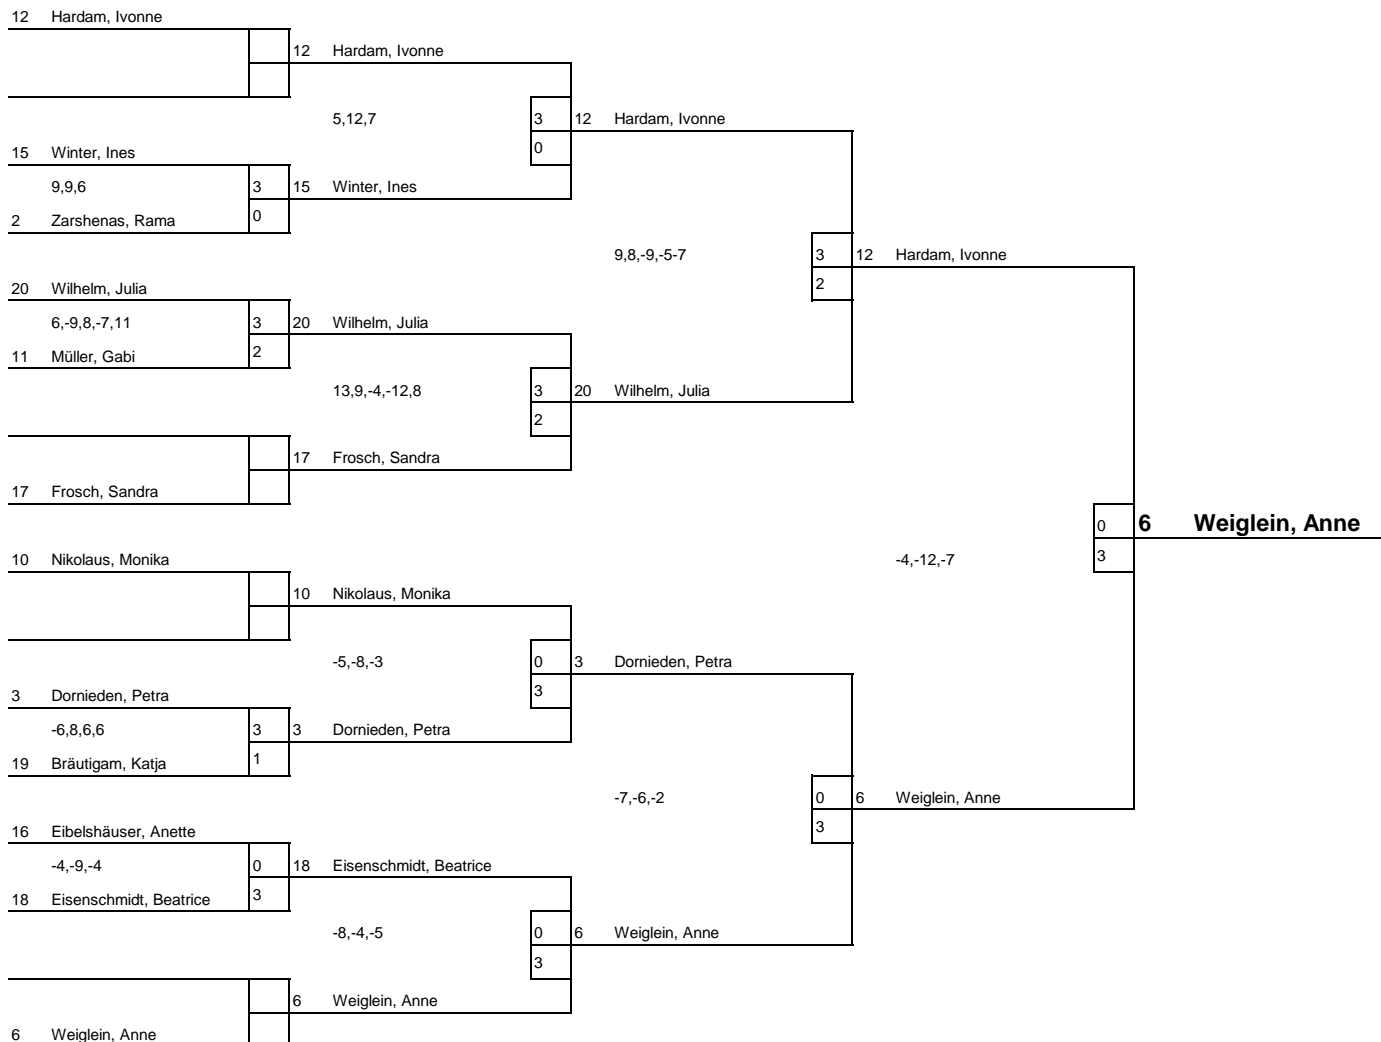 12 Hardam, Ivonne
12 Hardam, Ivonne
5,12,7 3 12 Hardam, Ivonne
0
15 Winter, Ines
9,9,6 3 15 Winter, Ines
2 Zarshenas, Rama 0
9,8,-9,-5-7 3 12 Hardam, Ivonne
2
20 Wilhelm, Julia
6,-9,8,-7,11 3 20 Wilhelm, Julia
11 Müller, Gabi 2
13,9,-4,-12,8 3 20 Wilhelm, Julia
2
17 Frosch, Sandra
17 Frosch, Sandra
0 6 Weiglein, Anne
10 Nikolaus, Monika -4,-12,-7 3
10 Nikolaus, Monika
-5,-8,-3 0 3 Dornieden, Petra
3
3 Dornieden, Petra
-6,8,6,6 3 3 Dornieden, Petra
19 Bräutigam, Katja 1
-7,-6,-2 0 6 Weiglein, Anne
3
16 Eibelshäuser, Anette
-4,-9,-4 0 18 Eisenschmidt, Beatrice
18 Eisenschmidt, Beatrice 3
-8,-4,-5 0 6 Weiglein, Anne
3
6 Weiglein, Anne
6 Weiglein, Anne